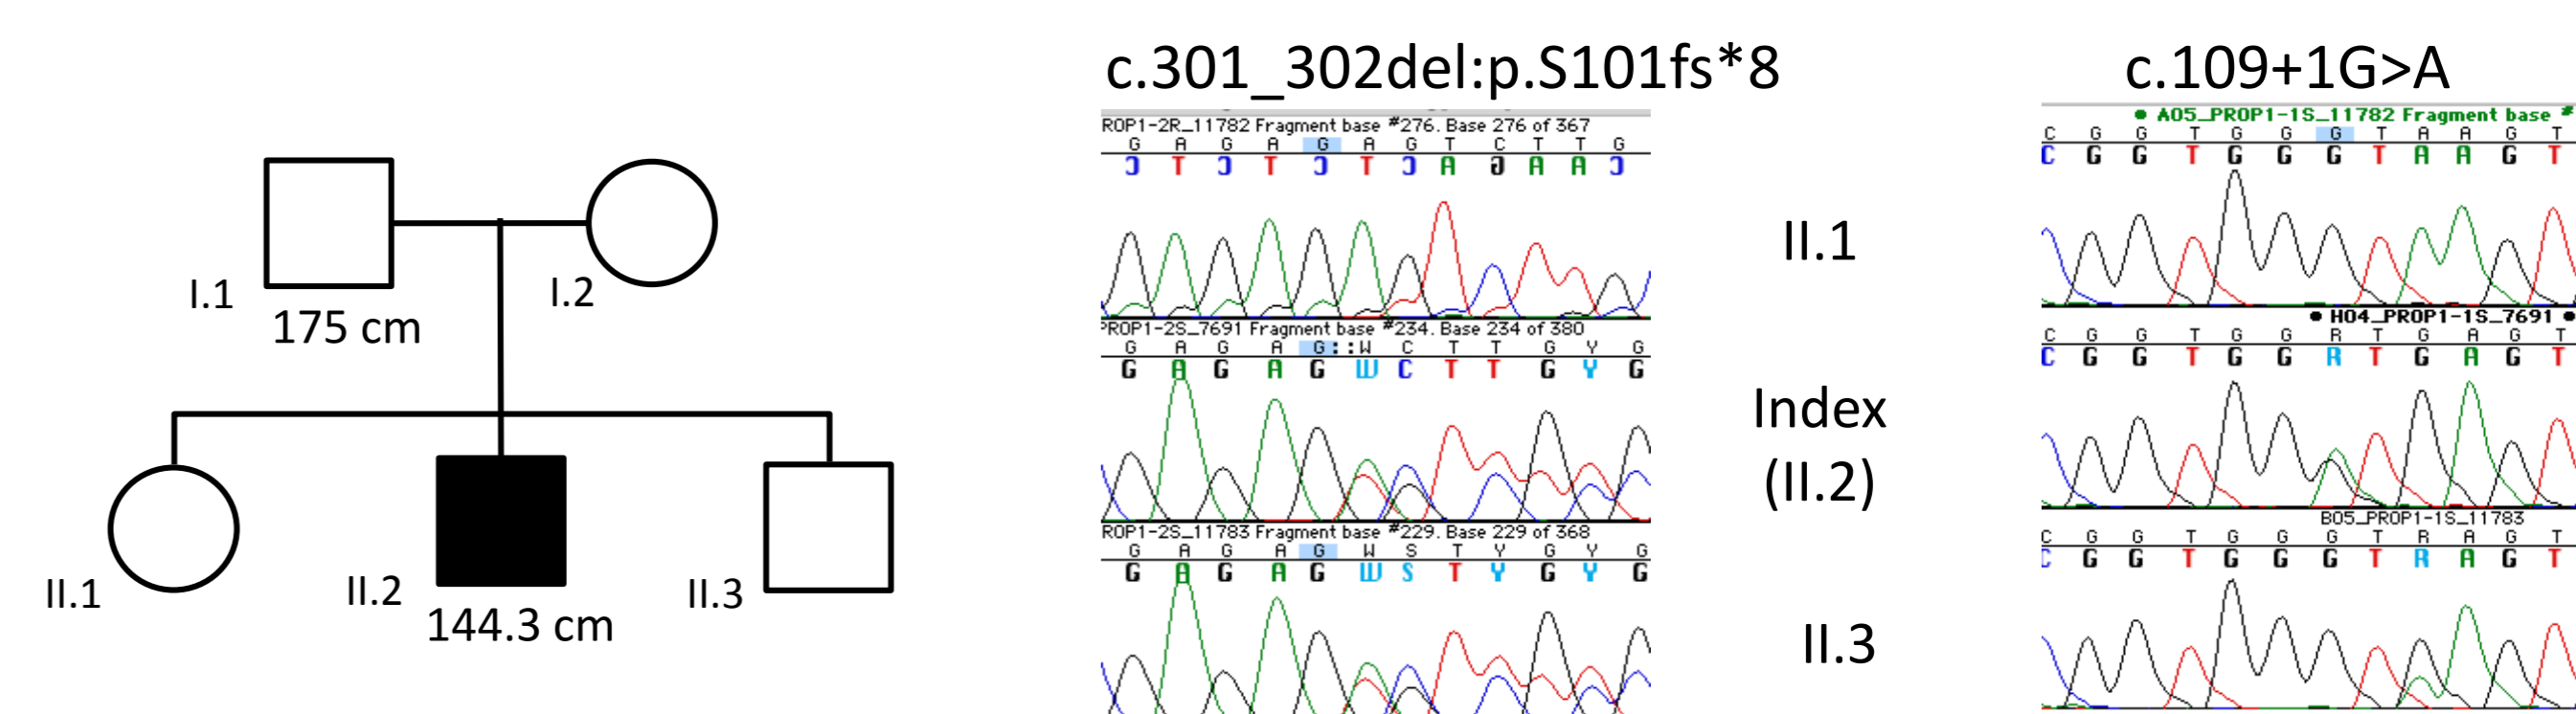 I.1
I.2
175 cm
II.1
II.2
II.3
144.3 cm
c.301_302del:p.S101fs*8
ROP1-2R_11782 Fragment base #276. Base 276 of 367
G A G A G A G T C T T G
C T C T C T C A G A A C
PROP1-2S_7691 Fragment base #234. Base 234 of 380
G A G A G : : W C T T G Y G
G A G A G W C T T G Y G
ROP1-2S_11783 Fragment base #229. Base 229 of 368
G A G A G W S T Y G Y G
G A G A G W S T Y G Y G
II.1
Index
(II.2)
II.3
c.109+1G>A
A05_PROP1-1S_11782 Fragment base #
C G G T G G G T A A G T
C G G T G G G T A A G T
H04_PROP1-1S_7691
C G G T G G R T G A G T
C G G T G G R T G A G T
B05_PROP1-1S_11783
C G G T G G G T R A G T
C G G T G G G T R A G T